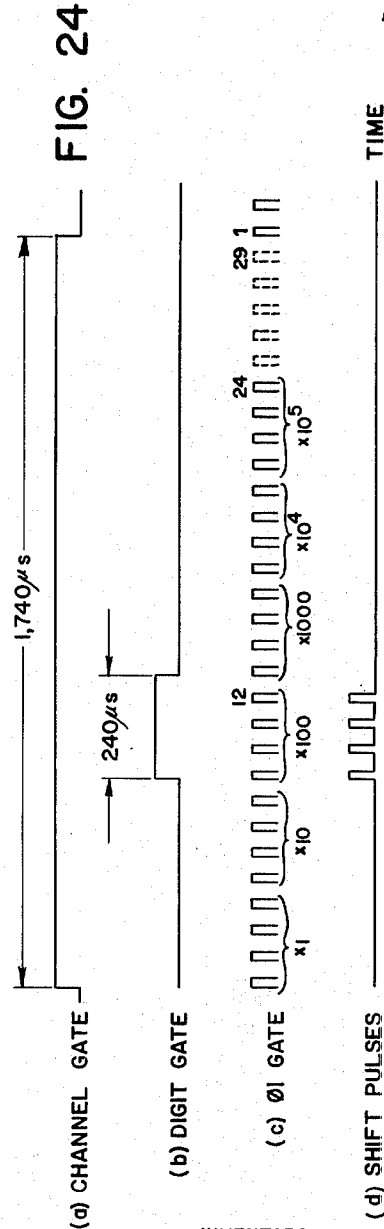 FIG. 24
(a) CHANNEL GATE
1,740μs
(b) DIGIT GATE
240μs
(c) Ø1 GATE
12 24 29 1
x1 x10 x100 x1000 x10⁴ x10⁵
(d) SHIFT PULSES
TIME